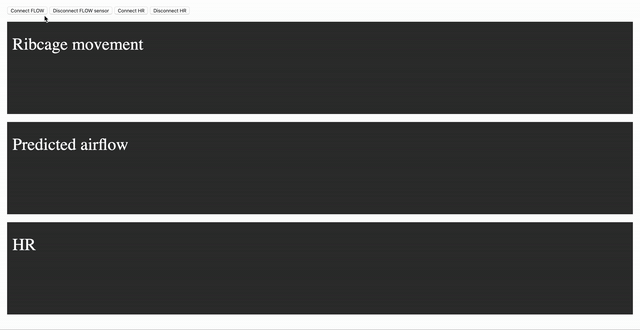 Connect FLOW Disconnect FLOW sensor Connect HR Disconnect HR
Ribcage movement
Predicted airflow
HR